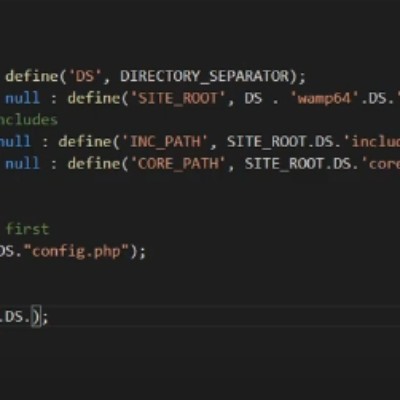 define('DS', DIRECTORY_SEPARATOR);
null : define('SITE_ROOT', DS . 'wamp64'.DS.'
ncludes
null : define('INC_PATH', SITE_ROOT.DS.'includ
null : define('CORE_PATH', SITE_ROOT.DS.'core
first
DS."config.php");
.DS.);